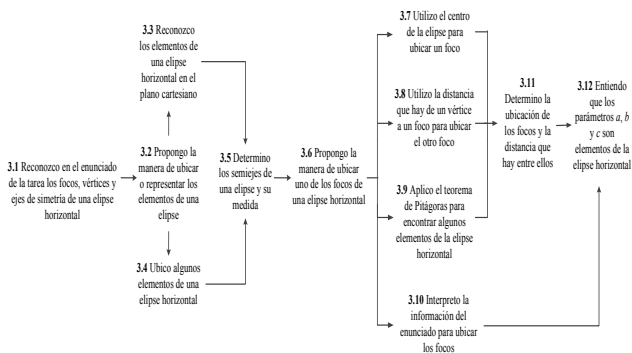 3.1 Reconozco en el enunciado
de la tarea los focos, vértices y
ejes de simetría de una elipse
horizontal
3.2 Propongo la
manera de ubicar
o representar los
elementos de una
elipse
3.3 Reconozco
los elementos de
una elipse
horizontal en el
plano cartesiano
3.4 Ubico algunos
elementos de una
elipse horizontal
3.5 Determino
los semiejes de
una elipse y su
medida
3.6 Propongo la
manera de ubicar
uno de los focos de
una elipse horizontal
3.7 Utilizo el centro
de la elipse para
ubicar un foco
3.8 Utilizo la distancia
que hay de un vértice
a un foco para ubicar
el otro foco
3.9 Aplico el teorema
de Pitágoras para
encontrar algunos
elementos de la elipse
horizontal
3.10 Interpreto la
información del
enunciado para ubicar
los focos
3.11
Determino la
ubicación de
los focos y la
distancia que
hay entre ellos
3.12 Entiendo
que los
parámetros a, b
y c son
elementos de la
elipse horizontal